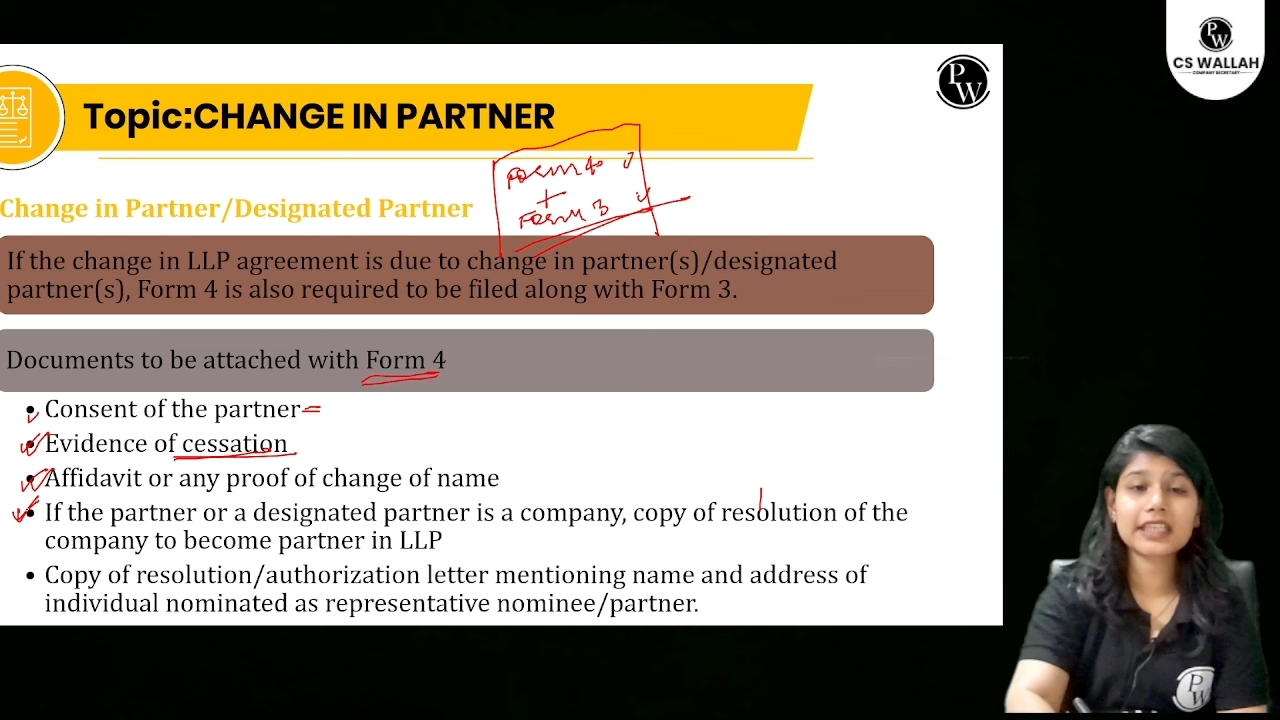 PW
CS WALLAH
COMPANY SECRETARY
PW
Topic:CHANGE IN PARTNER
Form 4
+
Form 3
Change in Partner/Designated Partner
If the change in LLP agreement is due to change in partner(s)/designated
partner(s), Form 4 is also required to be filed along with Form 3.
Documents to be attached with Form 4
• Consent of the partner
• Evidence of cessation
• Affidavit or any proof of change of name
• If the partner or a designated partner is a company, copy of resolution of the
company to become partner in LLP
• Copy of resolution/authorization letter mentioning name and address of
individual nominated as representative nominee/partner.
PW